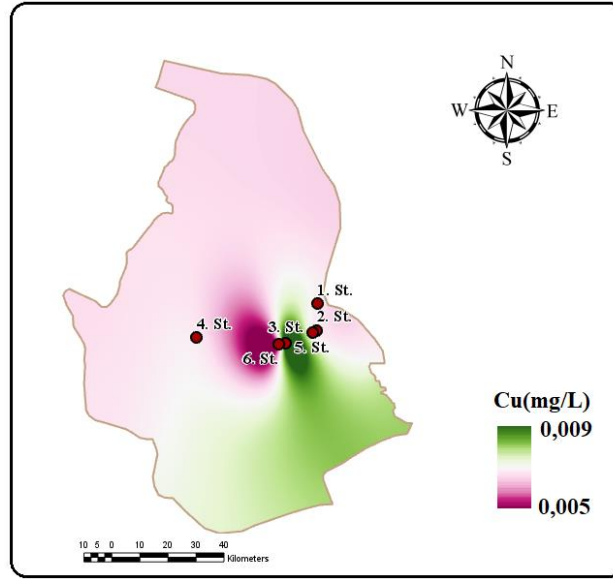 N
W E
S
1. St.
2. St.
3. St.
4. St.
5. St.
6. St.
Cu(mg/L)
0,009
0,005
10 5 0 10 20 30 40
Kilometers